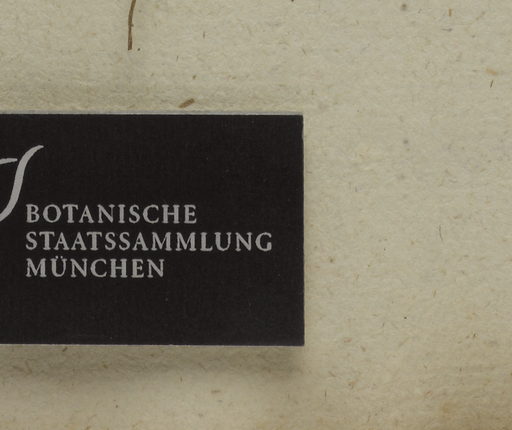 BOTANISCHE
STAATSSAMMLUNG
MÜNCHEN